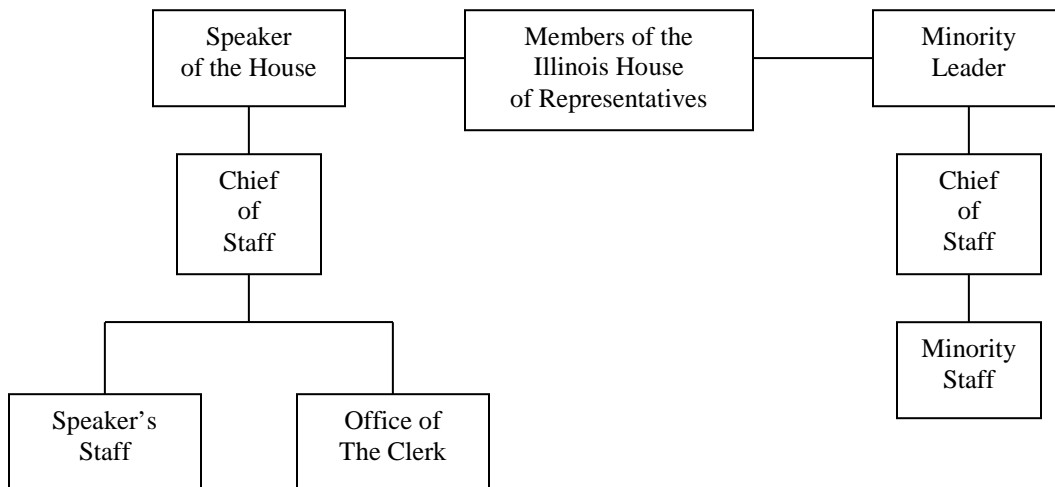 Speaker
of the House
Members of the
Illinois House
of Representatives
Minority
Leader
Chief
of
Staff
Chief
of
Staff
Speaker’s
Staff
Office of
The Clerk
Minority
Staff